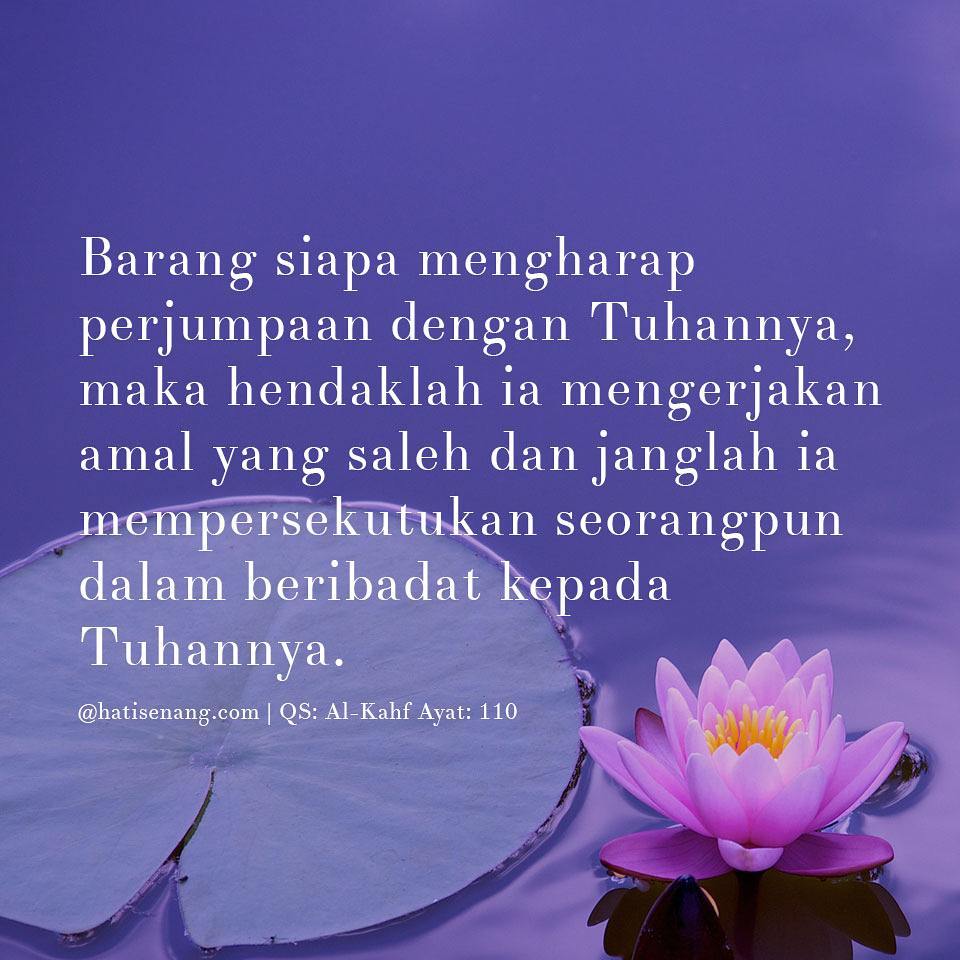 Barang siapa mengharap
perjumpaan dengan Tuhannya,
maka hendaklah ia mengerjakan
amal yang saleh dan janglah ia
mempersekutukan seorangpun
dalam beribadat kepada
Tuhannya.
@hatisenang.com | QS: Al-Kahf Ayat: 110